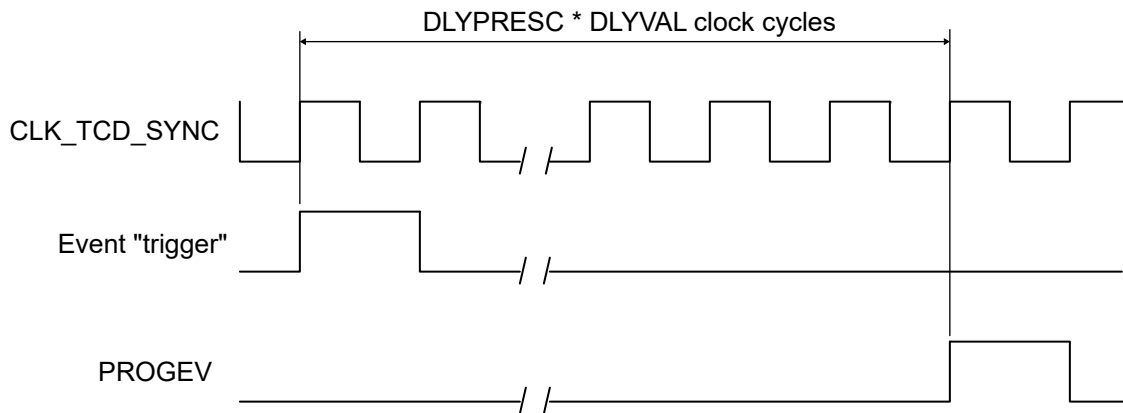 DLYPRESC * DLYVAL clock cycles
CLK_TCD_SYNC
Event "trigger"
PROGEV